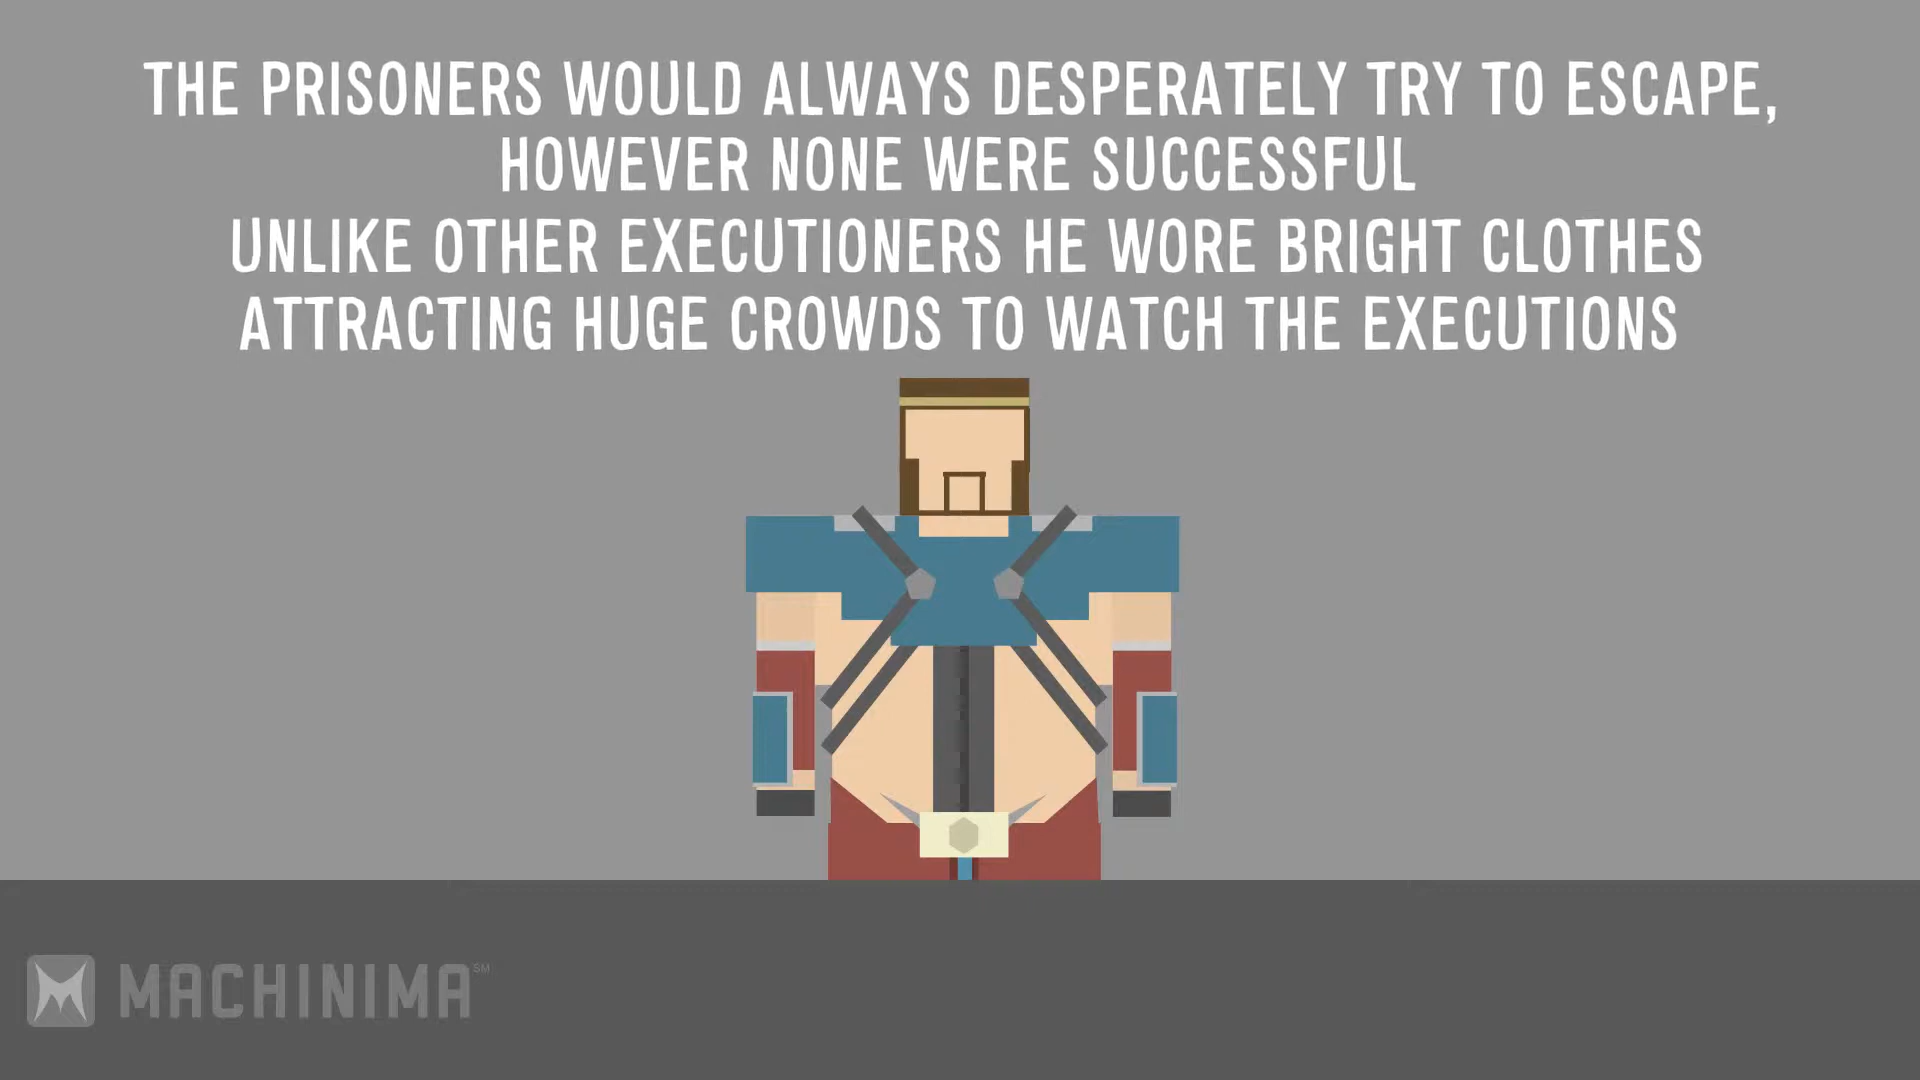 THE PRISONERS WOULD ALWAYS DESPERATELY TRY TO ESCAPE,
HOWEVER NONE WERE SUCCESSFUL
UNLIKE OTHER EXECUTIONERS HE WORE BRIGHT CLOTHES
ATTRACTING HUGE CROWDS TO WATCH THE EXECUTIONS
MACHINIMA SM